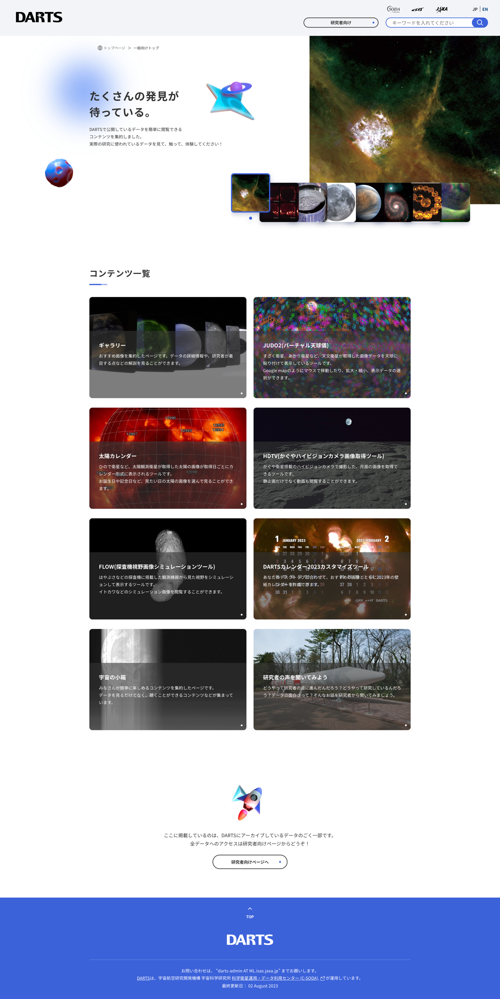 DARTS
SODA
JAXA
JP
EN
研究者向け
キーワードを入れてください
トップページ > 一般向けトップ
たくさんの発見が
待っている。
DARTSで公開しているデータを簡単に閲覧できる
コンテンツを集約しました。
実際の研究に使われているデータを見て、触って、体験してください！
コンテンツ一覧
ギャラリー
おすすめ画像を集約したページです。データの詳細情報や、研究者が着
目する点などの解説を見ることができます。
JUDO2(バーチャル天球儀)
すざく衛星、あかり衛星など、天文衛星が取得した画像データを天球に
貼り付けて表示しているツールです。
Google mapのようにマウスで移動したり、拡大・縮小、表示データの選
択ができます。
12996
12993
12994
12995
12997
12998
太陽カレンダー
ひので衛星など、太陽観測衛星が取得した太陽の画像が取得日ごとにカ
レンダー形式に表示されるツールです。
お誕生日や記念日など、見たい日の太陽の画像を選んで見ることができ
ます。
HDTV(かぐやハイビジョンカメラ画像取得ツール)
かぐや衛星搭載のハイビジョンカメラで撮影した、月面の画像を取得で
きるツールです。
静止画だけでなく動画も閲覧することができます。
FLOW(探査機視野画像シミュレーションツール)
はやぶさなどの探査機に搭載した観測機器から見た視野をシミュレーシ
ョンして表示するツールです。
イトカワなどのシミュレーション画像を閲覧することができます。
1 JANUARY 2023
2023 FEBRUARY 2
MON TUE WED THU FRI SAT SUN
26 27 28 29 30 31 1
30 31 1 2 3 4 5
DARTSカレンダー2023カスタマイズツール
あなたのデスクトップに合わせて、おすすめの画像とともに2023年の壁
紙カレンダーを作成できます。
30 31 1 2 3 4 5
6 7 8 9 10 11 12
JAXA DARTS
宇宙の小箱
みなさんが簡単に楽しめるコンテンツを集約したページです。
データを見るだけでなく、聴くことができるコンテンツなどが集まって
います。
研究者の声を聞いてみよう
どうやって研究者の道に進んだんだろう？どうやって研究しているんだろ
う？データの面白さって？そんなお話を研究者から聞いてみましょう。
ここに掲載しているのは、DARTSにアーカイブしているデータのごく一部です。
全データへのアクセスは研究者向けページからどうぞ！
研究者向けページへ
TOP
DARTS
お問い合わせは、 “darts-admin AT ML.isas.jaxa.jp” までお願いします。
DARTSは、宇宙航空研究開発機構 宇宙科学研究所 科学衛星運用・データ利用センター (C-SODA) が運用しています。
最終更新日： 02 August 2023